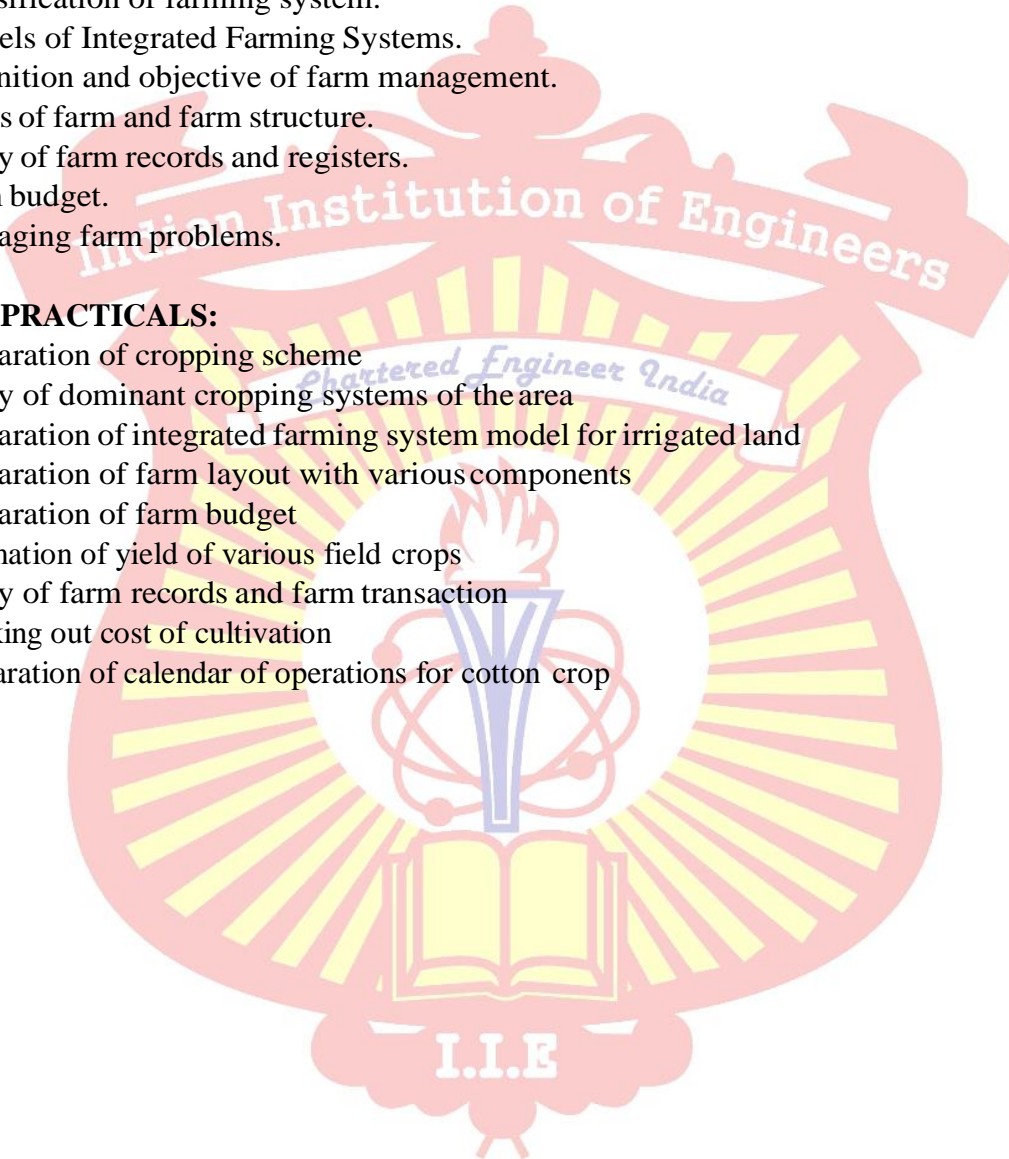 sification of farming system.
els of Integrated Farming Systems.
nition and objective of farm management.
s of farm and farm structure.
y of farm records and registers.
budget.
aging farm problems.
Indian Institution of Engineers
PRACTICALS:
aration of cropping scheme
Chartered Engineer India
y of dominant cropping systems of the area
aration of integrated farming system model for irrigated land
aration of farm layout with various components
aration of farm budget
nation of yield of various field crops
y of farm records and farm transaction
king out cost of cultivation
aration of calendar of operations for cotton crop
I.I.E